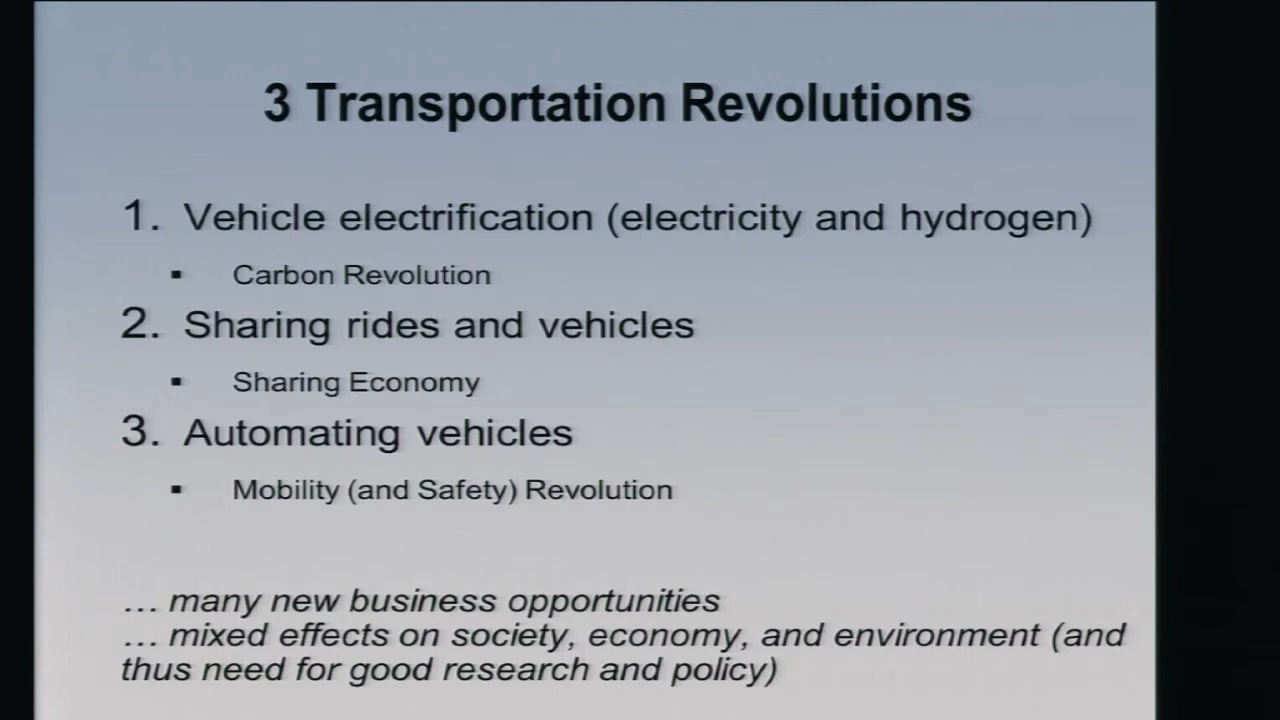 3 Transportation Revolutions
1. Vehicle electrification (electricity and hydrogen)
▪ Carbon Revolution
2. Sharing rides and vehicles
▪ Sharing Economy
3. Automating vehicles
▪ Mobility (and Safety) Revolution
… many new business opportunities
… mixed effects on society, economy, and environment (and
thus need for good research and policy)